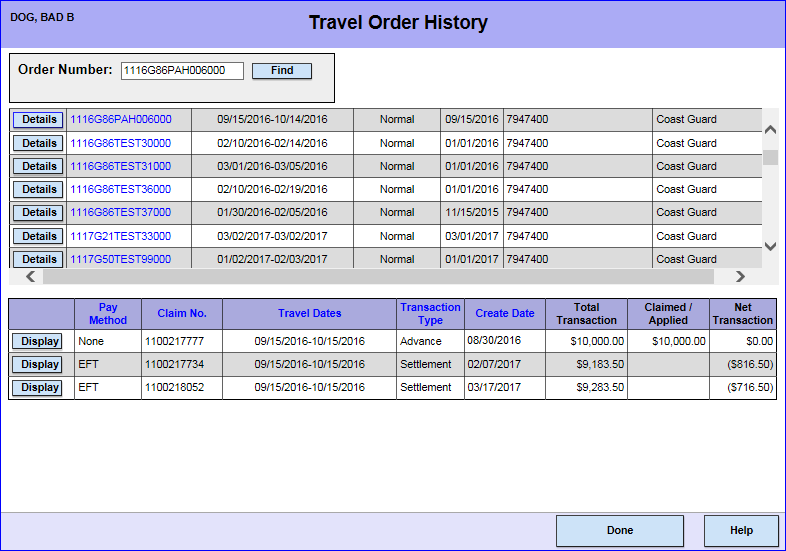 DOG, BAD B
Travel Order History
Order Number: 1116G86PAH006000 Find
Details 1116G86PAH006000 09/15/2016-10/14/2016 Normal 09/15/2016 7947400 Coast Guard
Details 1116G86TEST30000 02/10/2016-02/14/2016 Normal 01/01/2016 7947400 Coast Guard
Details 1116G86TEST31000 03/01/2016-03/05/2016 Normal 01/01/2016 7947400 Coast Guard
Details 1116G86TEST36000 02/10/2016-02/19/2016 Normal 01/01/2016 7947400 Coast Guard
Details 1116G86TEST37000 01/30/2016-02/05/2016 Normal 11/15/2015 7947400 Coast Guard
Details 1117G21TEST33000 03/02/2017-03/02/2017 Normal 03/01/2017 7947400 Coast Guard
Details 1117G50TEST99000 01/02/2017-02/03/2017 Normal 01/01/2017 7947400 Coast Guard
Pay Method Claim No. Travel Dates Transaction Type Create Date Total Transaction Claimed / Applied Net Transaction
Display None 1100217777 09/15/2016-10/15/2016 Advance 08/30/2016 $10,000.00 $10,000.00 $0.00
Display EFT 1100217734 09/15/2016-10/15/2016 Settlement 02/07/2017 $9,183.50 ($816.50)
Display EFT 1100218052 09/15/2016-10/15/2016 Settlement 03/17/2017 $9,283.50 ($716.50)
Done Help